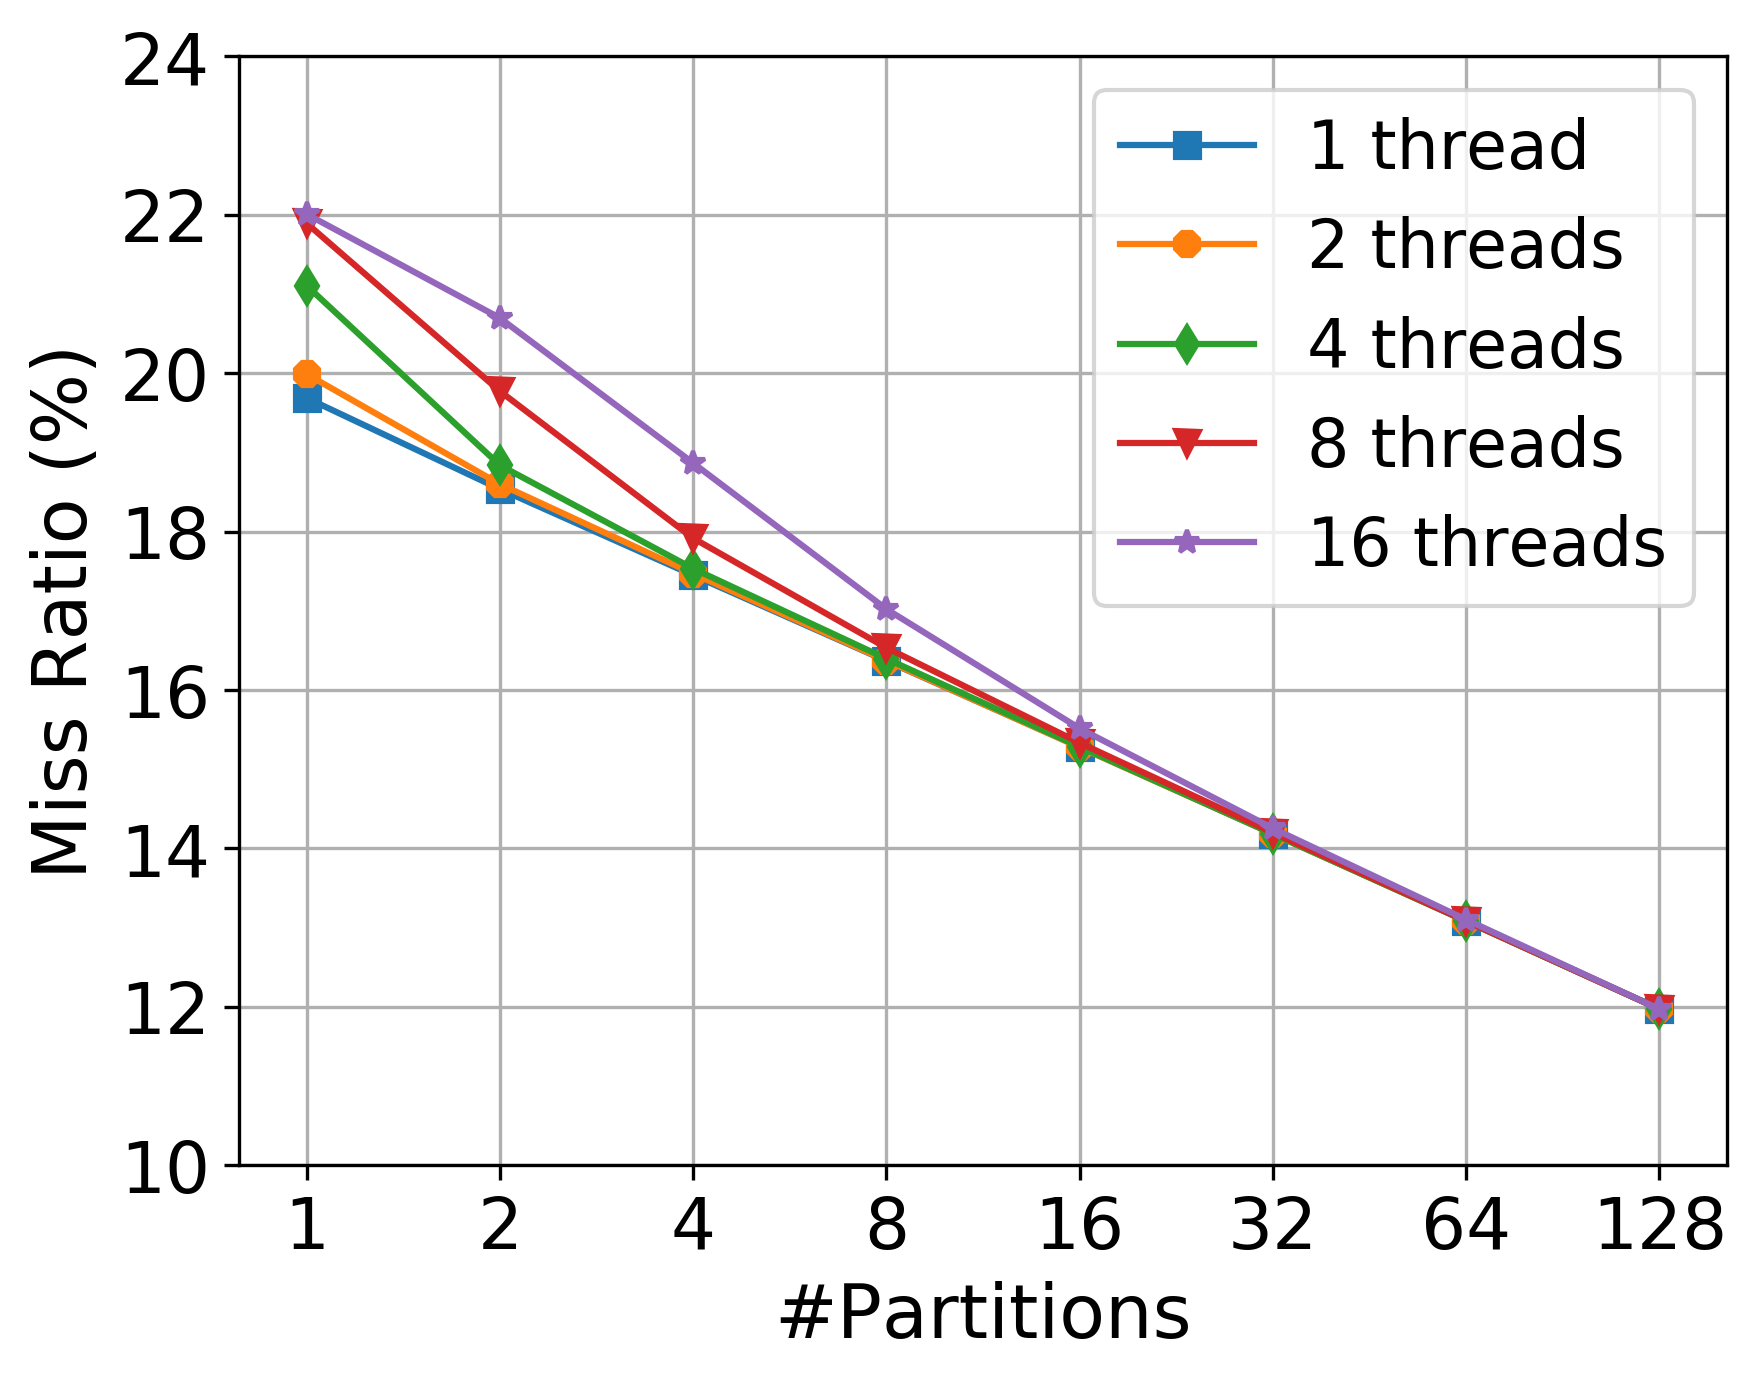 24
22
20
18
16
14
12
10
Miss Ratio (%)
1 thread
2 threads
4 threads
8 threads
16 threads
1 2 4 8 16 32 64 128
#Partitions